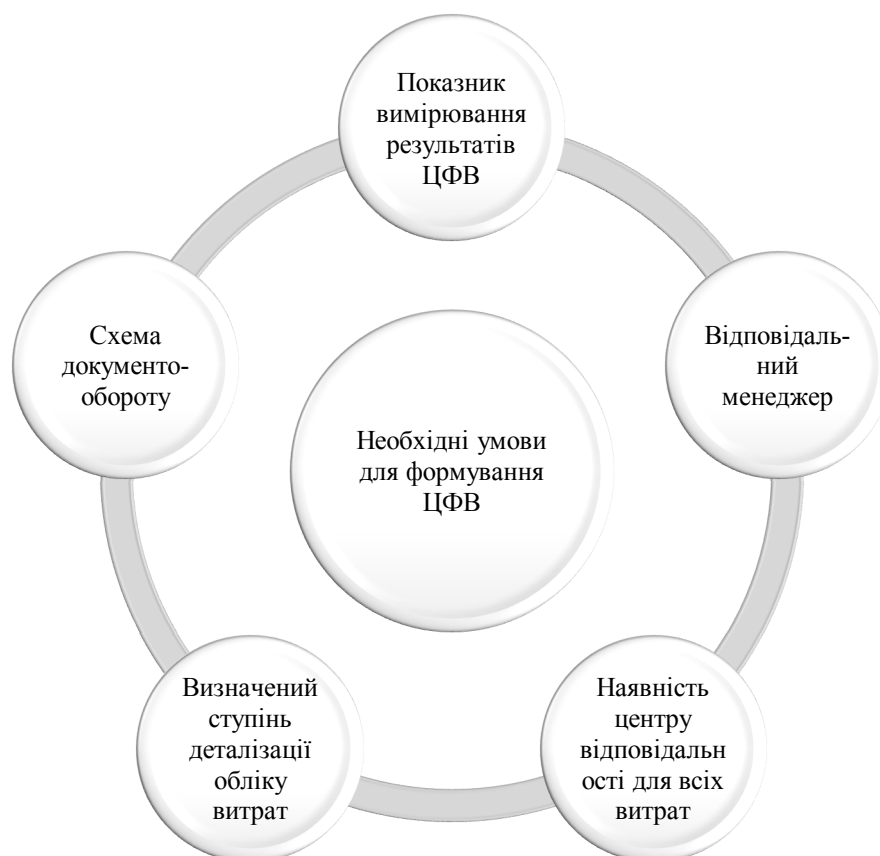 Показник
вимірювання
результатів
ЦФВ
Відповідаль-
ний
менеджер
Наявність
центру
відповідальн
ості для всіх
витрат
Визначений
ступінь
деталізації
обліку
витрат
Схема
документо-
обороту
Необхідні умови
для формування
ЦФВ